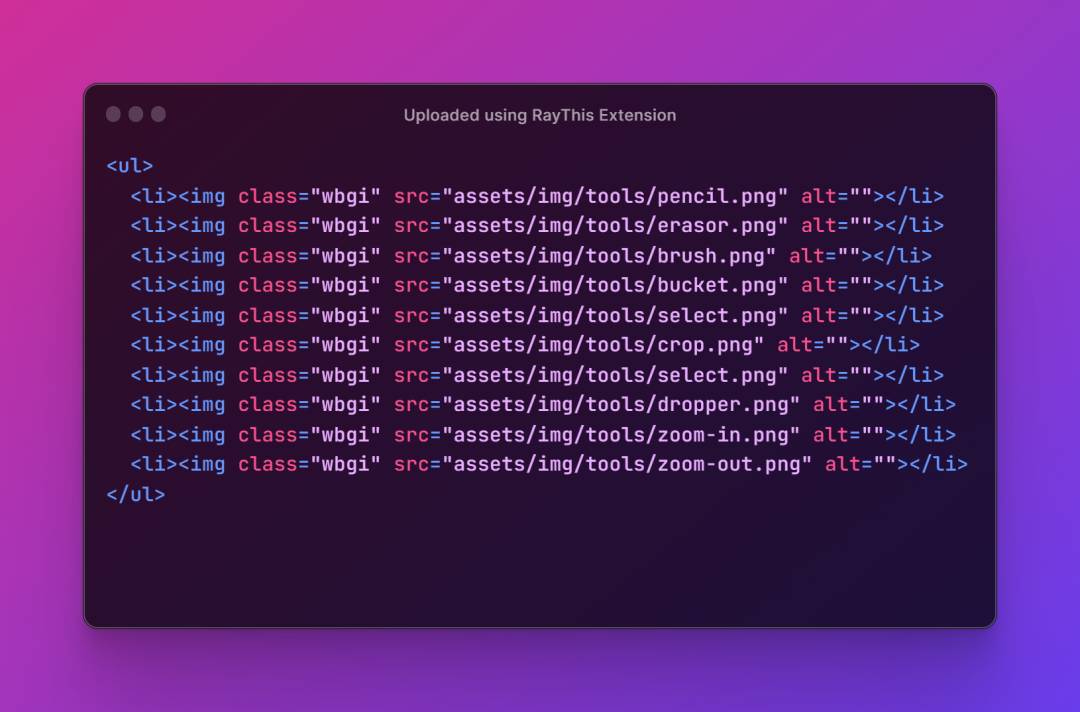 Uploaded using RayThis Extension
<ul>
  <li><img class="wbgi" src="assets/img/tools/pencil.png" alt=""></li>
  <li><img class="wbgi" src="assets/img/tools/erasor.png" alt=""></li>
  <li><img class="wbgi" src="assets/img/tools/brush.png" alt=""></li>
  <li><img class="wbgi" src="assets/img/tools/bucket.png" alt=""></li>
  <li><img class="wbgi" src="assets/img/tools/select.png" alt=""></li>
  <li><img class="wbgi" src="assets/img/tools/crop.png" alt=""></li>
  <li><img class="wbgi" src="assets/img/tools/select.png" alt=""></li>
  <li><img class="wbgi" src="assets/img/tools/dropper.png" alt=""></li>
  <li><img class="wbgi" src="assets/img/tools/zoom-in.png" alt=""></li>
  <li><img class="wbgi" src="assets/img/tools/zoom-out.png" alt=""></li>
</ul>